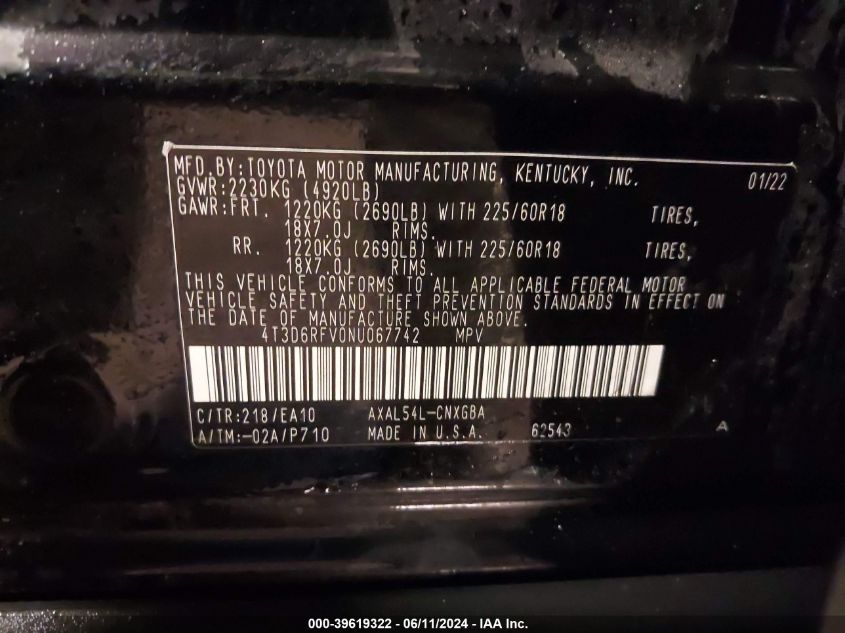 MFD.BY:TOYOTA MOTOR MANUFACTURING, KENTUCKY, INC. 01/22
GVWR:2230KG (4920LB)
GAWR:FRT. 1220KG (2690LB) WITH 225/60R18 TIRES,
18X7.0J RIMS.
RR. 1220KG (2690LB) WITH 225/60R18 TIRES,
18X7.0J RIMS.
THIS VEHICLE CONFORMS TO ALL APPLICABLE FEDERAL MOTOR
VEHICLE SAFETY AND THEFT PREVENTION STANDARDS IN EFFECT ON
THE DATE OF MANUFACTURE SHOWN ABOVE.
4T3D6RFV0NU067742 MPV
C/TR:218/EA10 AXAL54L-CNXGBA
A/TM:-02A/P710 MADE IN U.S.A. 62543 A
000-39619322 - 06/11/2024 - IAA Inc.